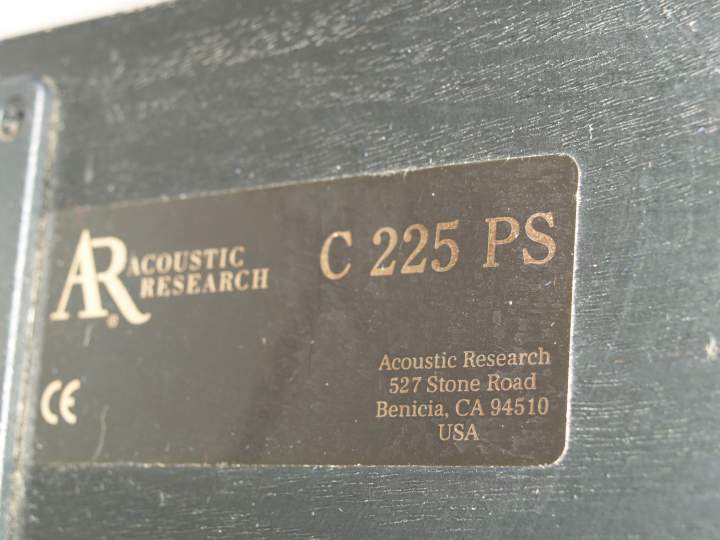 AR ACOUSTIC
RESEARCH
C 225 PS
CE
Acoustic Research
527 Stone Road
Benicia, CA 94510
USA